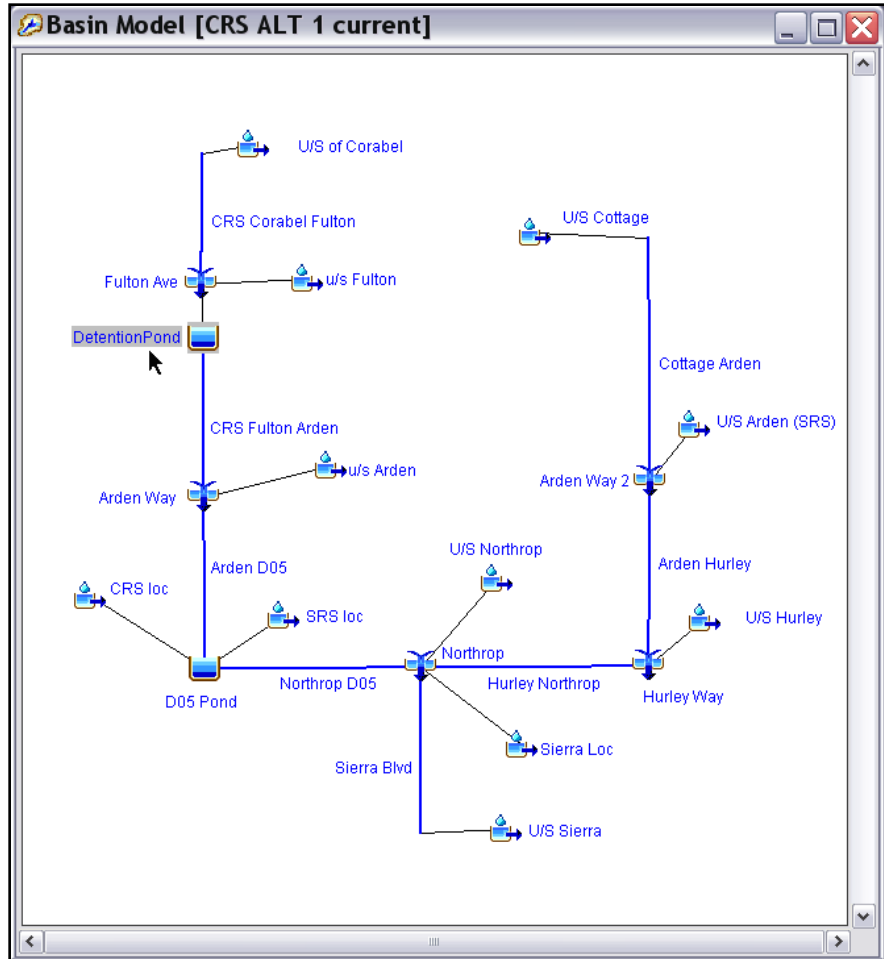 Basin Model [CRS ALT 1 current]
U/S of Corabel
U/S Cottage
CRS Corabel Fulton
Fulton Ave
u/s Fulton
DetentionPond
Cottage Arden
U/S Arden (SRS)
CRS Fulton Arden
u/s Arden
Arden Way 2
Arden Way
U/S Northrop
Arden D05
Arden Hurley
CRS loc
SRS loc
U/S Hurley
Northrop
Northrop D05
Hurley Northrop
D05 Pond
Hurley Way
Sierra Loc
Sierra Blvd
U/S Sierra